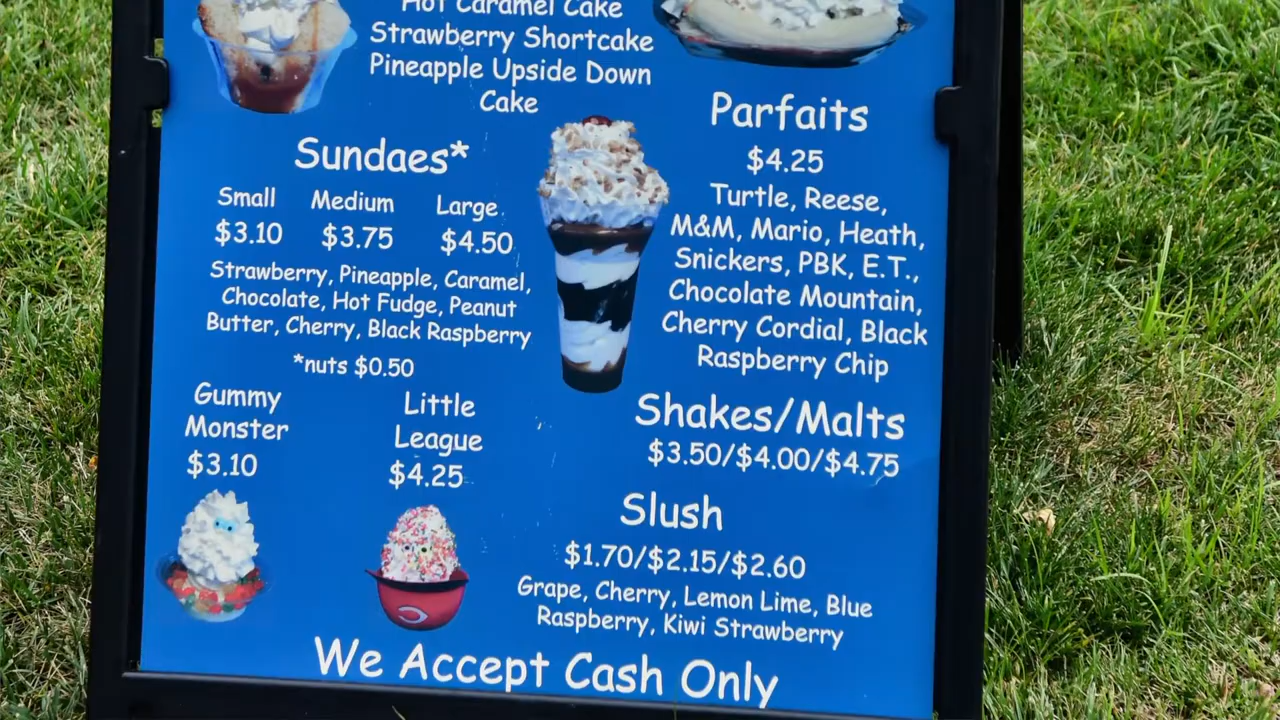 Hot Caramel Cake
Strawberry Shortcake
Pineapple Upside Down
Cake
Sundaes*
Small Medium Large
$3.10 $3.75 $4.50
Strawberry, Pineapple, Caramel,
Chocolate, Hot Fudge, Peanut
Butter, Cherry, Black Raspberry
*nuts $0.50
Gummy
Monster
$3.10
Little
League
$4.25
Parfaits
$4.25
Turtle, Reese,
M&M, Mario, Heath,
Snickers, PBK, E.T.,
Chocolate Mountain,
Cherry Cordial, Black
Raspberry Chip
Shakes/Malts
$3.50/$4.00/$4.75
Slush
$1.70/$2.15/$2.60
Grape, Cherry, Lemon Lime, Blue
Raspberry, Kiwi Strawberry
We Accept Cash Only